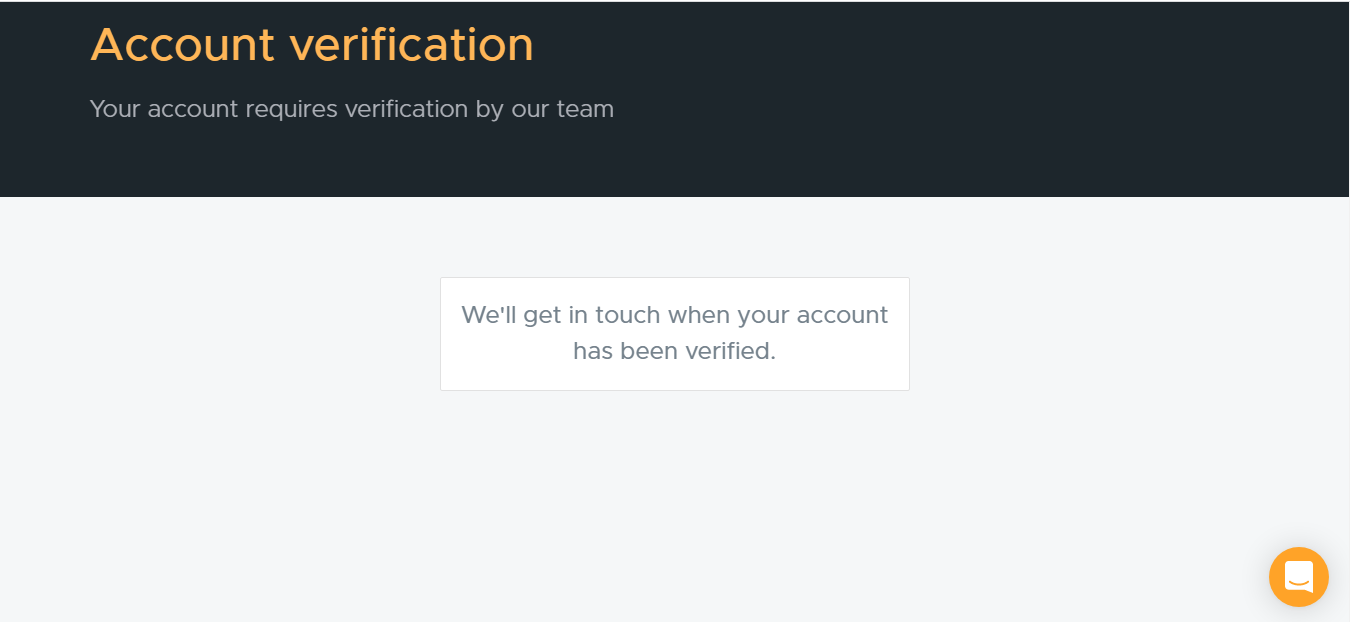 Account verification
Your account requires verification by our team
We'll get in touch when your account
has been verified.